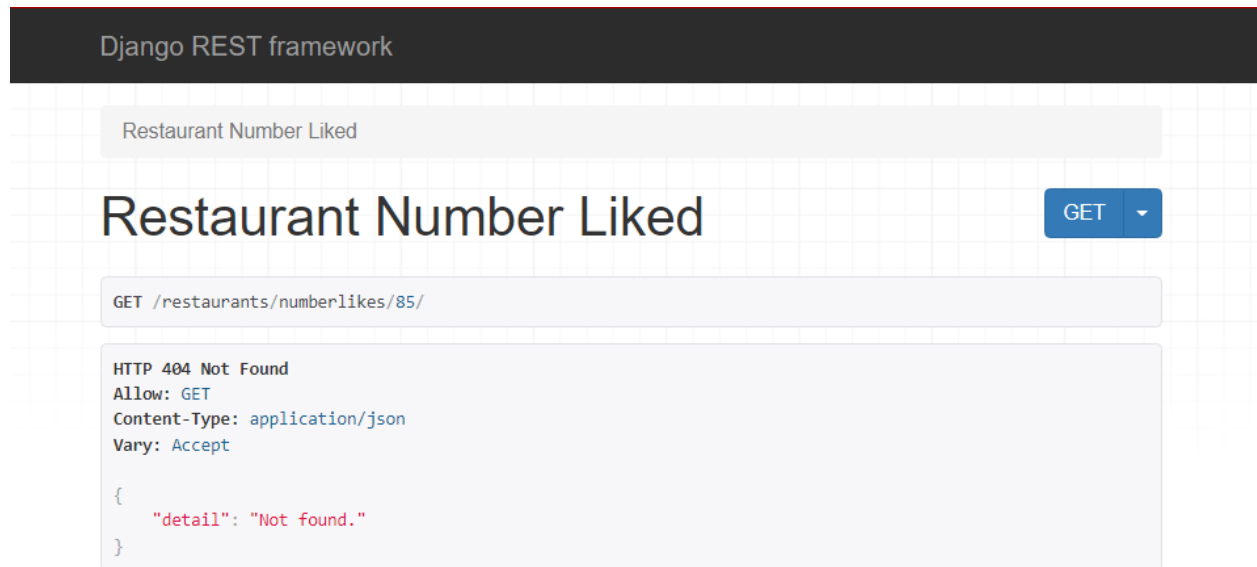 Django REST framework
Restaurant Number Liked
Restaurant Number Liked
GET
GET /restaurants/numberlikes/85/
HTTP 404 Not Found
Allow: GET
Content-Type: application/json
Vary: Accept
{
    "detail": "Not found."
}